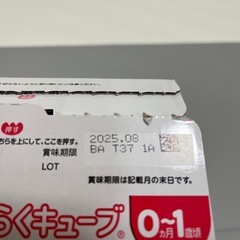 押す
ちらを上にして、ここを押す。
賞味期限
2025.08
BA T37 1A
LOT
賞味期限は記載月の末日です。
らくキューブ®
0~1歳頃
カ月